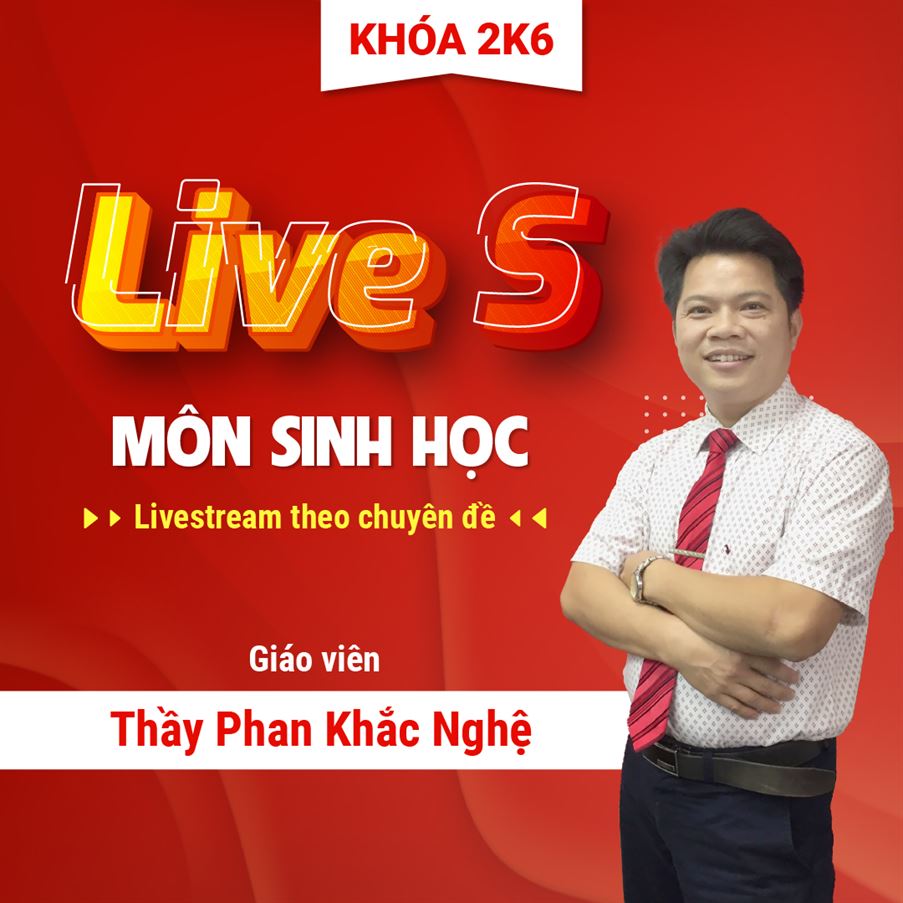 KHÓA 2K6
Live S
MÔN SINH HỌC
Livestream theo chuyên đề
Giáo viên
Thầy Phan Khắc Nghệ